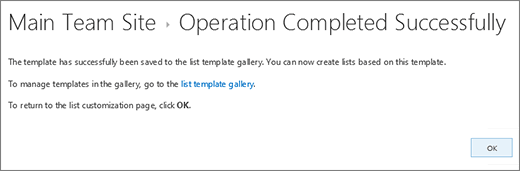 Main Team Site › Operation Completed Successfully
The template has successfully been saved to the list template gallery. You can now create lists based on this template.
To manage templates in the gallery, go to the list template gallery.
To return to the list customization page, click OK.
OK